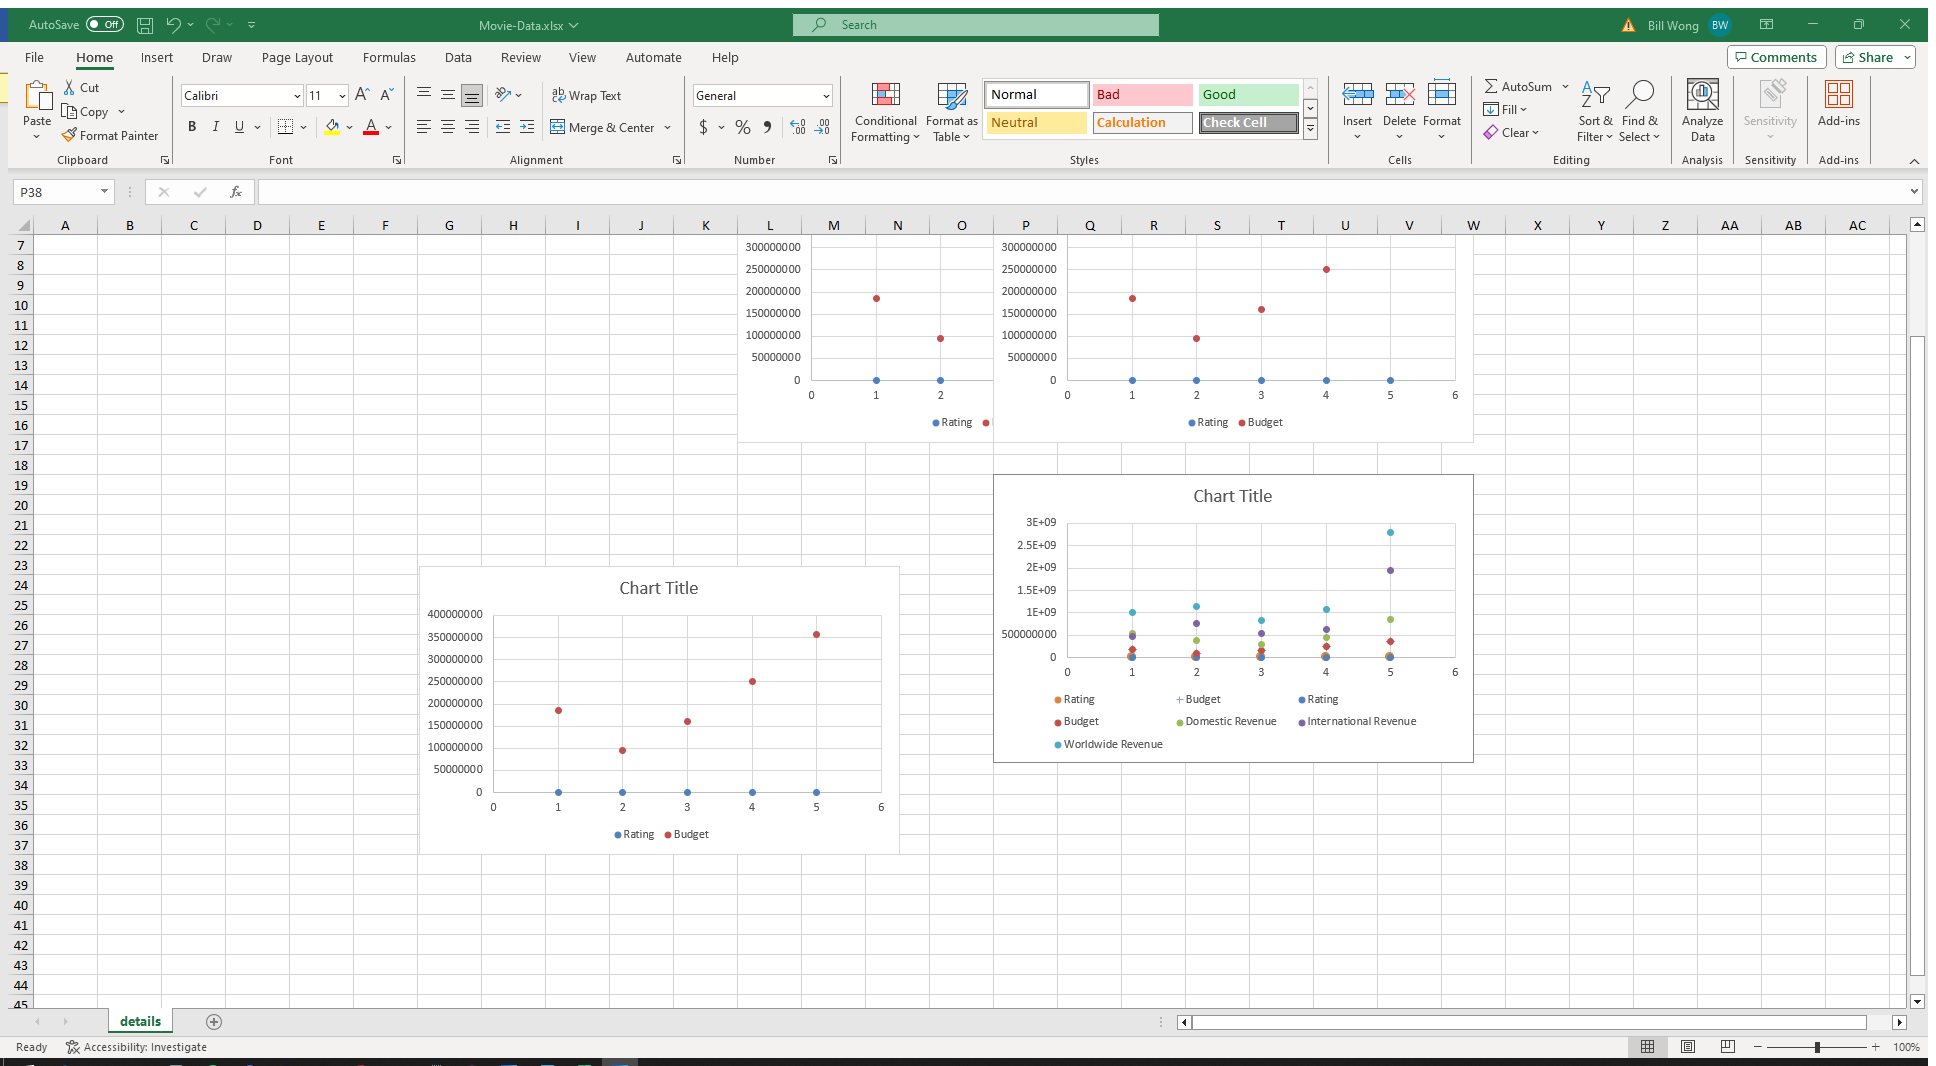 AutoSave Off Movie-Data.xlsx Search Bill Wong BW
File Home Insert Draw Page Layout Formulas Data Review View Automate Help Comments Share
Paste Cut Copy Format Painter Clipboard
Calibri 11 A A B I U A Font
ab Wrap Text Merge & Center Alignment
General $ % Number
Conditional Formatting Format as Table
Normal Bad Good
Neutral Calculation Check Cell
Styles
Insert Delete Format Cells
AutoSum Fill Clear Sort & Filter Find & Select Editing
Analyze Data Analysis
Sensitivity Sensitivity
Add-ins Add-ins
P38 fx
A B C D E F G H I J K L M N O P Q R S T U V W X Y Z AA AB AC
7
8
9
10
11
12
13
14
15
16
17
18
19
20
21
22
23
24
25
26
27
28
29
30
31
32
33
34
35
36
37
38
39
40
41
42
43
44
45
300000000
250000000
200000000
150000000
100000000
50000000
0
0 1 2
Rating
300000000
250000000
200000000
150000000
100000000
50000000
0
0 1 2 3 4 5 6
Rating Budget
Chart Title
3E+09
2.5E+09
2E+09
1.5E+09
1E+09
500000000
0
0 1 2 3 4 5 6
Rating Budget Rating
Budget Domestic Revenue International Revenue
Worldwide Revenue
Chart Title
400000000
350000000
300000000
250000000
200000000
150000000
100000000
50000000
0
0 1 2 3 4 5 6
Rating Budget
details
Ready Accessibility: Investigate 100%